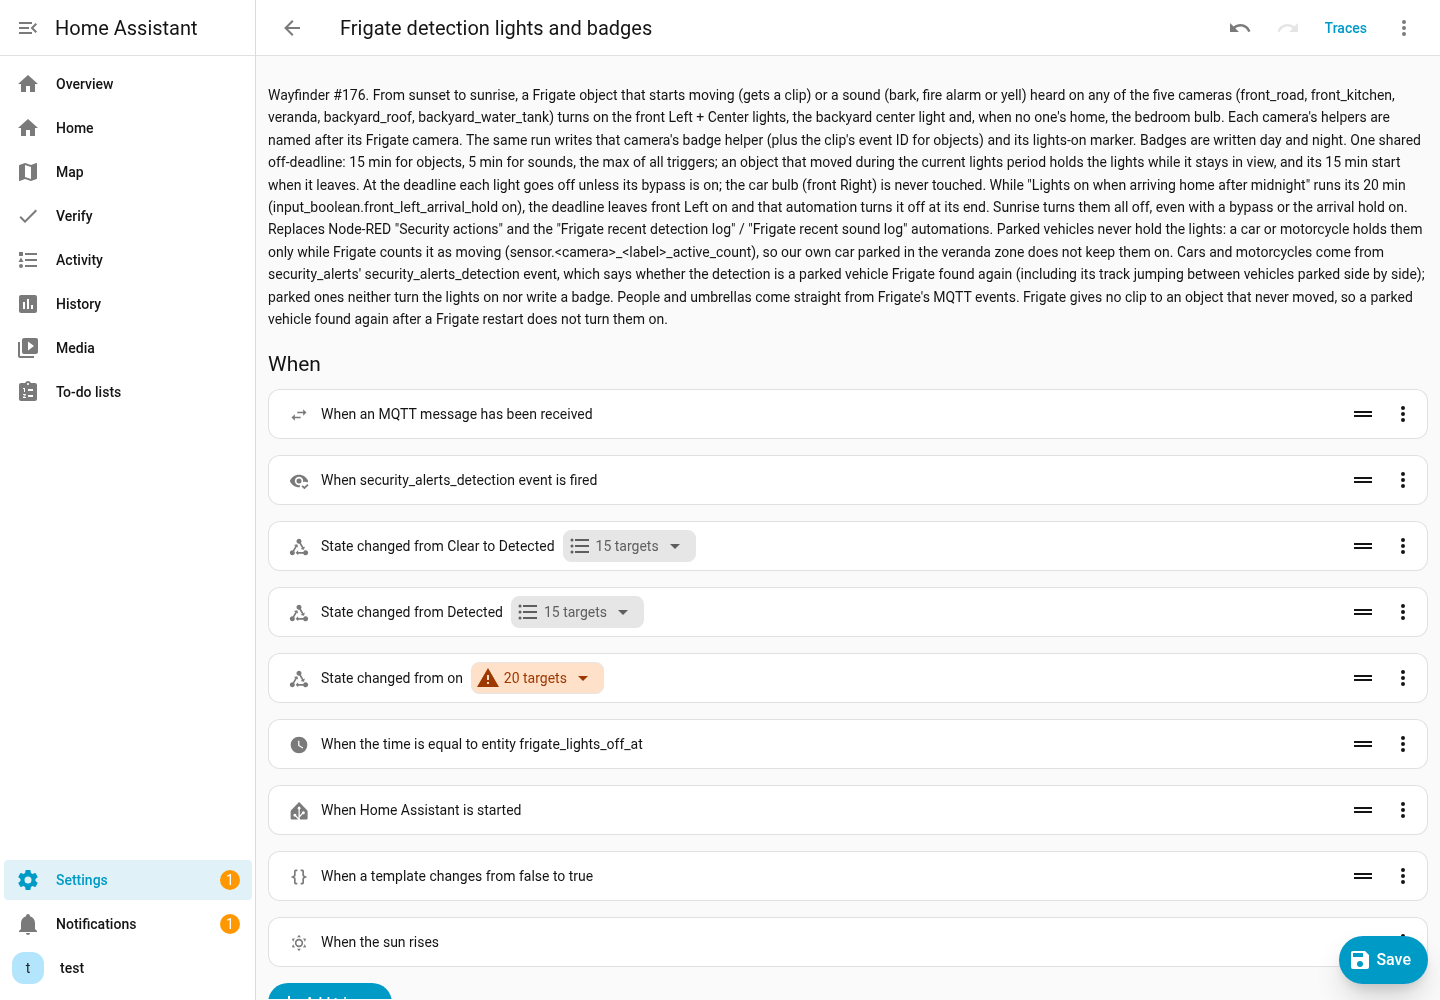 Home Assistant
Frigate detection lights and badges
Traces
Overview
Home
Map
Verify
Activity
History
Media
To-do lists
Settings
1
Notifications
1
t
test
Wayfinder #176. From sunset to sunrise, a Frigate object that starts moving (gets a clip) or a sound (bark, fire alarm or yell) heard on any of the five cameras (front_road, front_kitchen,
veranda, backyard_roof, backyard_water_tank) turns on the front Left + Center lights, the backyard center light and, when no one's home, the bedroom bulb. Each camera's helpers are
named after its Frigate camera. The same run writes that camera's badge helper (plus the clip's event ID for objects) and its lights-on marker. Badges are written day and night. One shared
off-deadline: 15 min for objects, 5 min for sounds, the max of all triggers; an object that moved during the current lights period holds the lights while it stays in view, and its 15 min start
when it leaves. At the deadline each light goes off unless its bypass is on; the car bulb (front Right) is never touched. While "Lights on when arriving home after midnight" runs its 20 min
(input_boolean.front_left_arrival_hold on), the deadline leaves front Left on and that automation turns it off at its end. Sunrise turns them all off, even with a bypass or the arrival hold on.
Replaces Node-RED "Security actions" and the "Frigate recent detection log" / "Frigate recent sound log" automations. Parked vehicles never hold the lights: a car or motorcycle holds them
only while Frigate counts it as moving (sensor.<camera>_<label>_active_count), so our own car parked in the veranda zone does not keep them on. Cars and motorcycles come from
security_alerts' security_alerts_detection event, which says whether the detection is a parked vehicle Frigate found again (including its track jumping between vehicles parked side by side);
parked ones neither turn the lights on nor write a badge. People and umbrellas come straight from Frigate's MQTT events. Frigate gives no clip to an object that never moved, so a parked
vehicle found again after a Frigate restart does not turn them on.
When
When an MQTT message has been received
When security_alerts_detection event is fired
State changed from Clear to Detected 15 targets
State changed from Detected 15 targets
State changed from on 20 targets
When the time is equal to entity frigate_lights_off_at
When Home Assistant is started
When a template changes from false to true
When the sun rises
Save